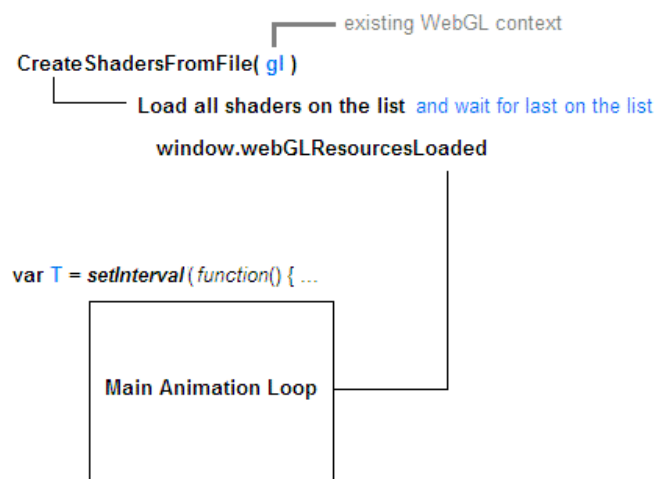 existing WebGL context
CreateShadersFromFile( gl )
Load all shaders on the list and wait for last on the list
window.webGLResourcesLoaded
var T = setInterval(function() { ...
Main Animation Loop